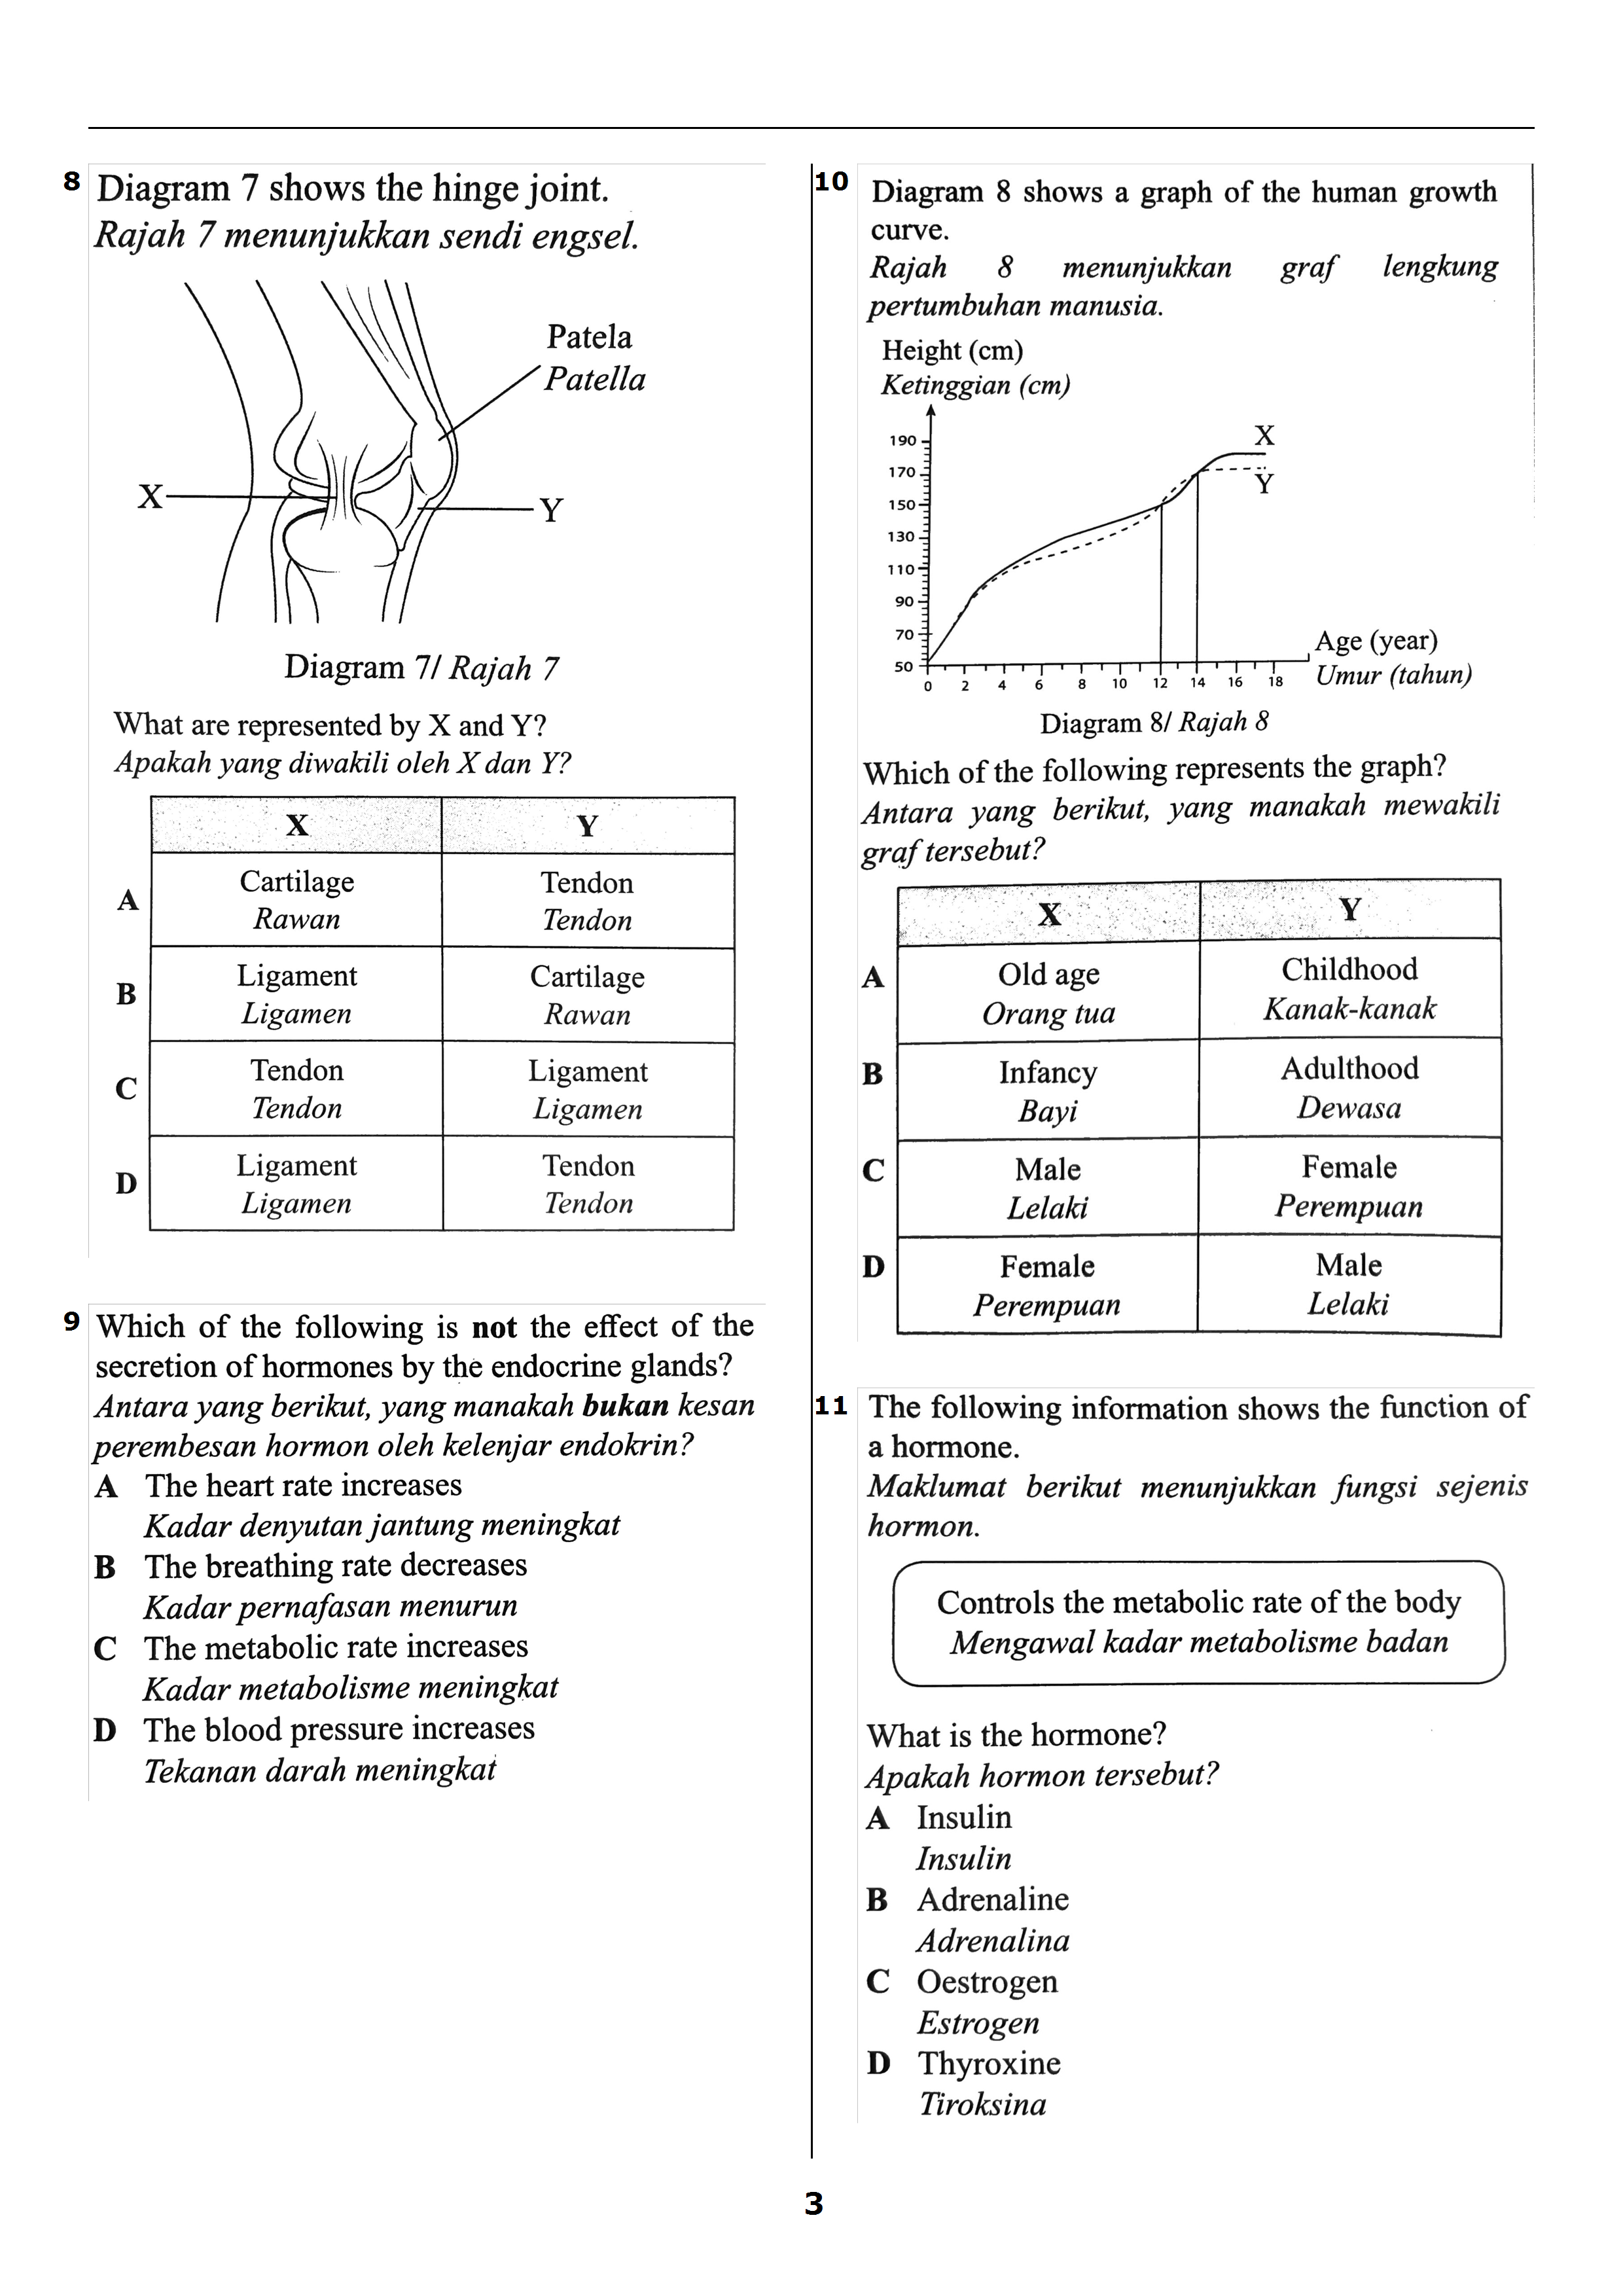 8
Diagram 7 shows the hinge joint.
Rajah 7 menunjukkan sendi engsel.
Patela
Patella
X
Y
Diagram 7/ Rajah 7
What are represented by X and Y?
Apakah yang diwakili oleh X dan Y?
X Y
A Cartilage Tendon
Rawan Tendon
B Ligament Cartilage
Ligamen Rawan
C Tendon Ligament
Tendon Ligamen
D Ligament Tendon
Ligamen Tendon
9 Which of the following is not the effect of the
secretion of hormones by the endocrine glands?
Antara yang berikut, yang manakah bukan kesan
perembesan hormon oleh kelenjar endokrin?
A The heart rate increases
Kadar denyutan jantung meningkat
B The breathing rate decreases
Kadar pernafasan menurun
C The metabolic rate increases
Kadar metabolisme meningkat
D The blood pressure increases
Tekanan darah meningkat
10 Diagram 8 shows a graph of the human growth
curve.
Rajah 8 menunjukkan graf lengkung
pertumbuhan manusia.
Height (cm)
Ketinggian (cm)
190
170
150
130
110
90
70
50
X
Y
0 2 4 6 8 10 12 14 16 18
Age (year)
Umur (tahun)
Diagram 8/ Rajah 8
Which of the following represents the graph?
Antara yang berikut, yang manakah mewakili
graf tersebut?
X Y
A Old age Childhood
Orang tua Kanak-kanak
B Infancy Adulthood
Bayi Dewasa
C Male Female
Lelaki Perempuan
D Female Male
Perempuan Lelaki
11 The following information shows the function of
a hormone.
Maklumat berikut menunjukkan fungsi sejenis
hormon.
Controls the metabolic rate of the body
Mengawal kadar metabolisme badan
What is the hormone?
Apakah hormon tersebut?
A Insulin
Insulin
B Adrenaline
Adrenalina
C Oestrogen
Estrogen
D Thyroxine
Tiroksina
3